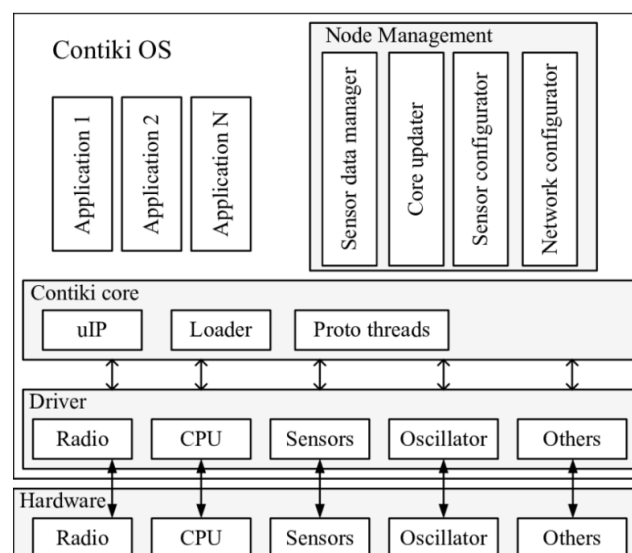 Contiki OS
Application 1
Application 2
Application N
Node Management
Sensor data manager
Core updater
Sensor configurator
Network configurator
Contiki core
uIP
Loader
Proto threads
Driver
Radio
CPU
Sensors
Oscillator
Others
Hardware
Radio
CPU
Sensors
Oscillator
Others